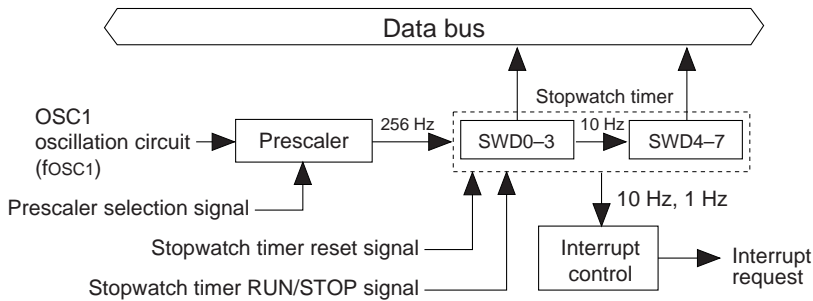 Data bus
Stopwatch timer
OSC1
oscillation circuit
(fOSC1)
Prescaler
256 Hz
SWD0–3
10 Hz
SWD4–7
Prescaler selection signal
10 Hz, 1 Hz
Stopwatch timer reset signal
Stopwatch timer RUN/STOP signal
Interrupt
control
Interrupt
request